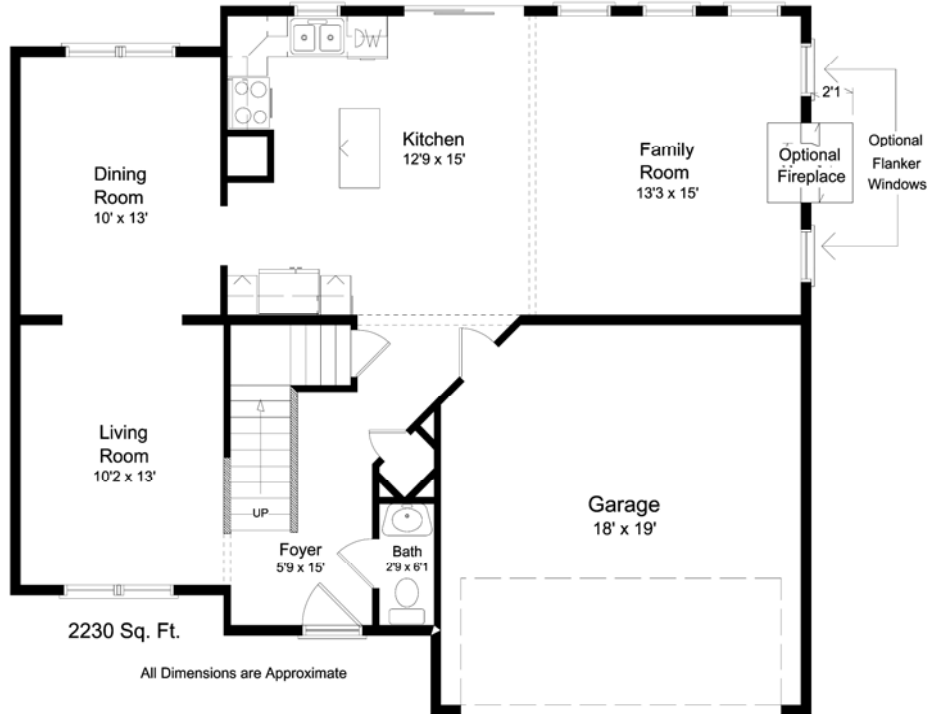 DW
Kitchen
12'9 x 15'
2'1
Optional
Flanker
Windows
Optional
Fireplace
Family
Room
13'3 x 15'
Dining
Room
10' x 13'
Living
Room
10'2 x 13'
UP
Foyer
5'9 x 15'
Bath
2'9 x 6'1
Garage
18' x 19'
2230 Sq. Ft.
All Dimensions are Approximate